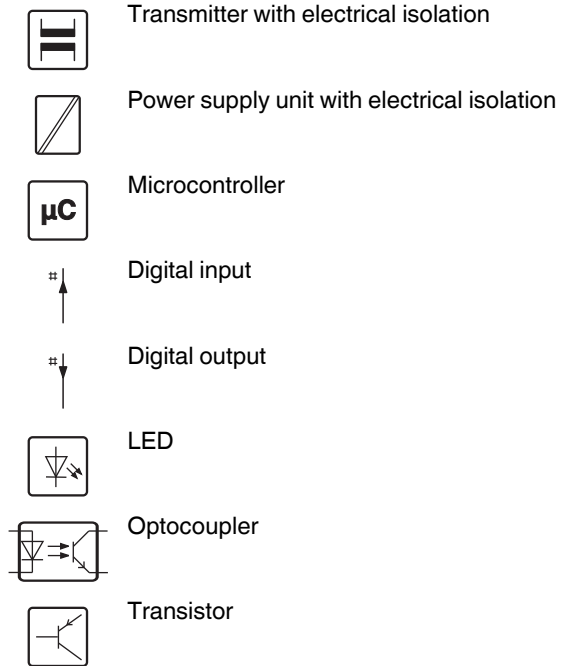 Transmitter with electrical isolation
Power supply unit with electrical isolation
µC
Microcontroller
#
Digital input
#
Digital output
LED
Optocoupler
Transistor